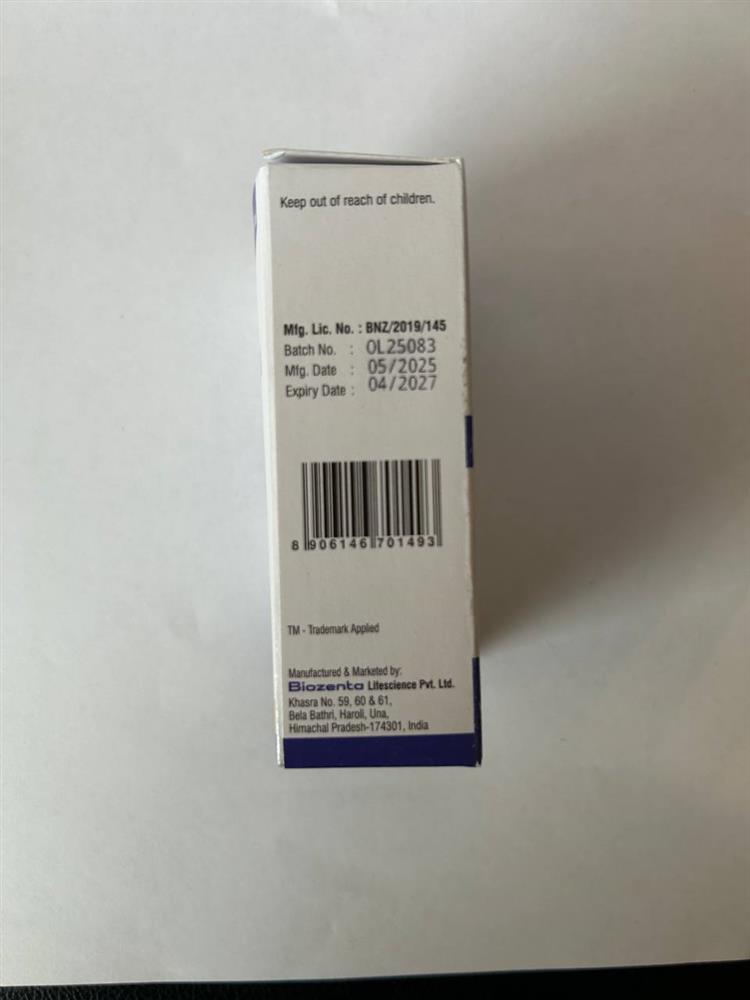 Keep out of reach of children.
Mfg. Lic. No. : BNZ/2019/145
Batch No. : OL25083
Mfg. Date : 05/2025
Expiry Date : 04/2027
8 906146 701493
TM - Trademark Applied
Manufactured & Marketed by:
Biozenta Lifescience Pvt. Ltd.
Khasra No. 59, 60 & 61,
Bela Bathri, Haroli, Una,
Himachal Pradesh-174301, India